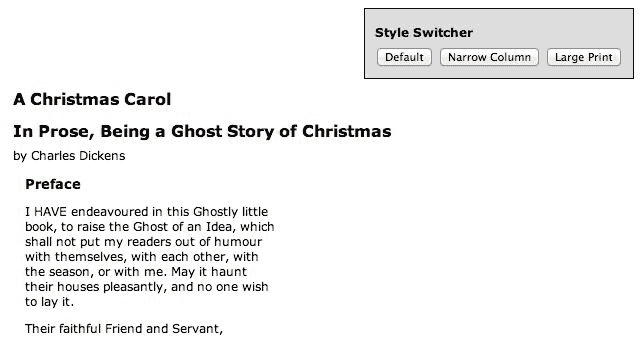 Style Switcher
Default Narrow Column Large Print
A Christmas Carol
In Prose, Being a Ghost Story of Christmas
by Charles Dickens
Preface
I HAVE endeavoured in this Ghostly little
book, to raise the Ghost of an Idea, which
shall not put my readers out of humour
with themselves, with each other, with
the season, or with me. May it haunt
their houses pleasantly, and no one wish
to lay it.
Their faithful Friend and Servant,